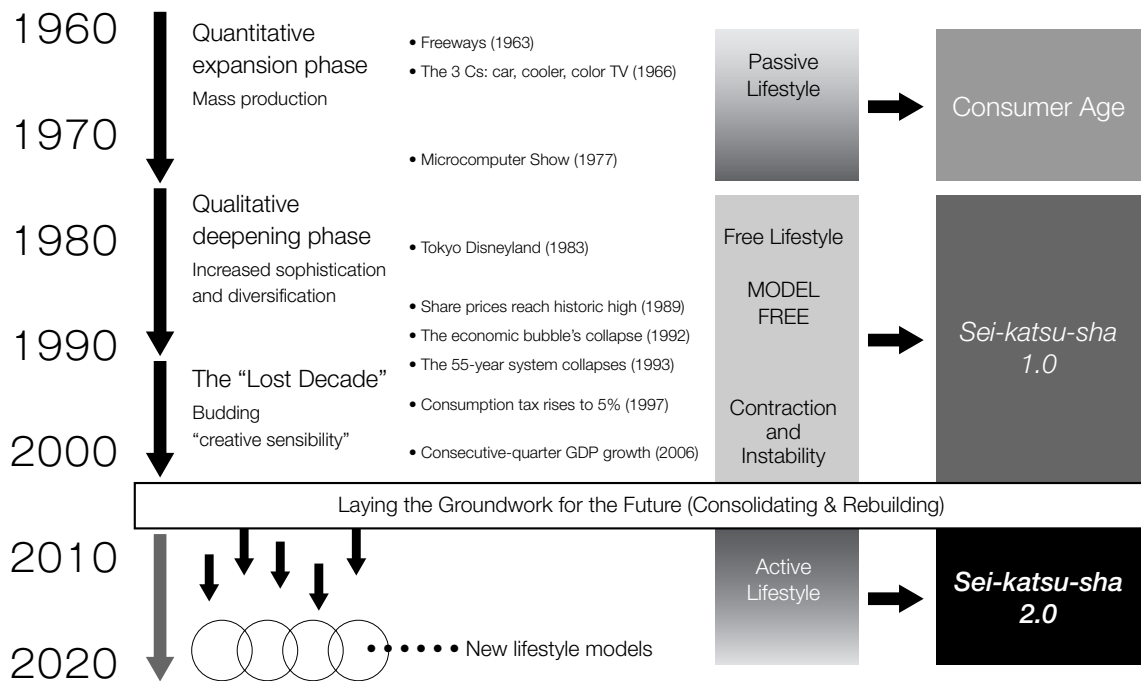 1960
1970
1980
1990
2000
2010
2020
Quantitative
expansion phase
Mass production
• Freeways (1963)
• The 3 Cs: car, cooler, color TV (1966)
• Microcomputer Show (1977)
Passive
Lifestyle
Consumer Age
Qualitative
deepening phase
Increased sophistication
and diversification
• Tokyo Disneyland (1983)
• Share prices reach historic high (1989)
• The economic bubble’s collapse (1992)
• The 55-year system collapses (1993)
The “Lost Decade”
Budding
“creative sensibility”
• Consumption tax rises to 5% (1997)
• Consecutive-quarter GDP growth (2006)
Free Lifestyle
MODEL
FREE
Contraction
and
Instability
Sei-katsu-sha
1.0
Laying the Groundwork for the Future (Consolidating & Rebuilding)
New lifestyle models
Active
Lifestyle
Sei-katsu-sha
2.0